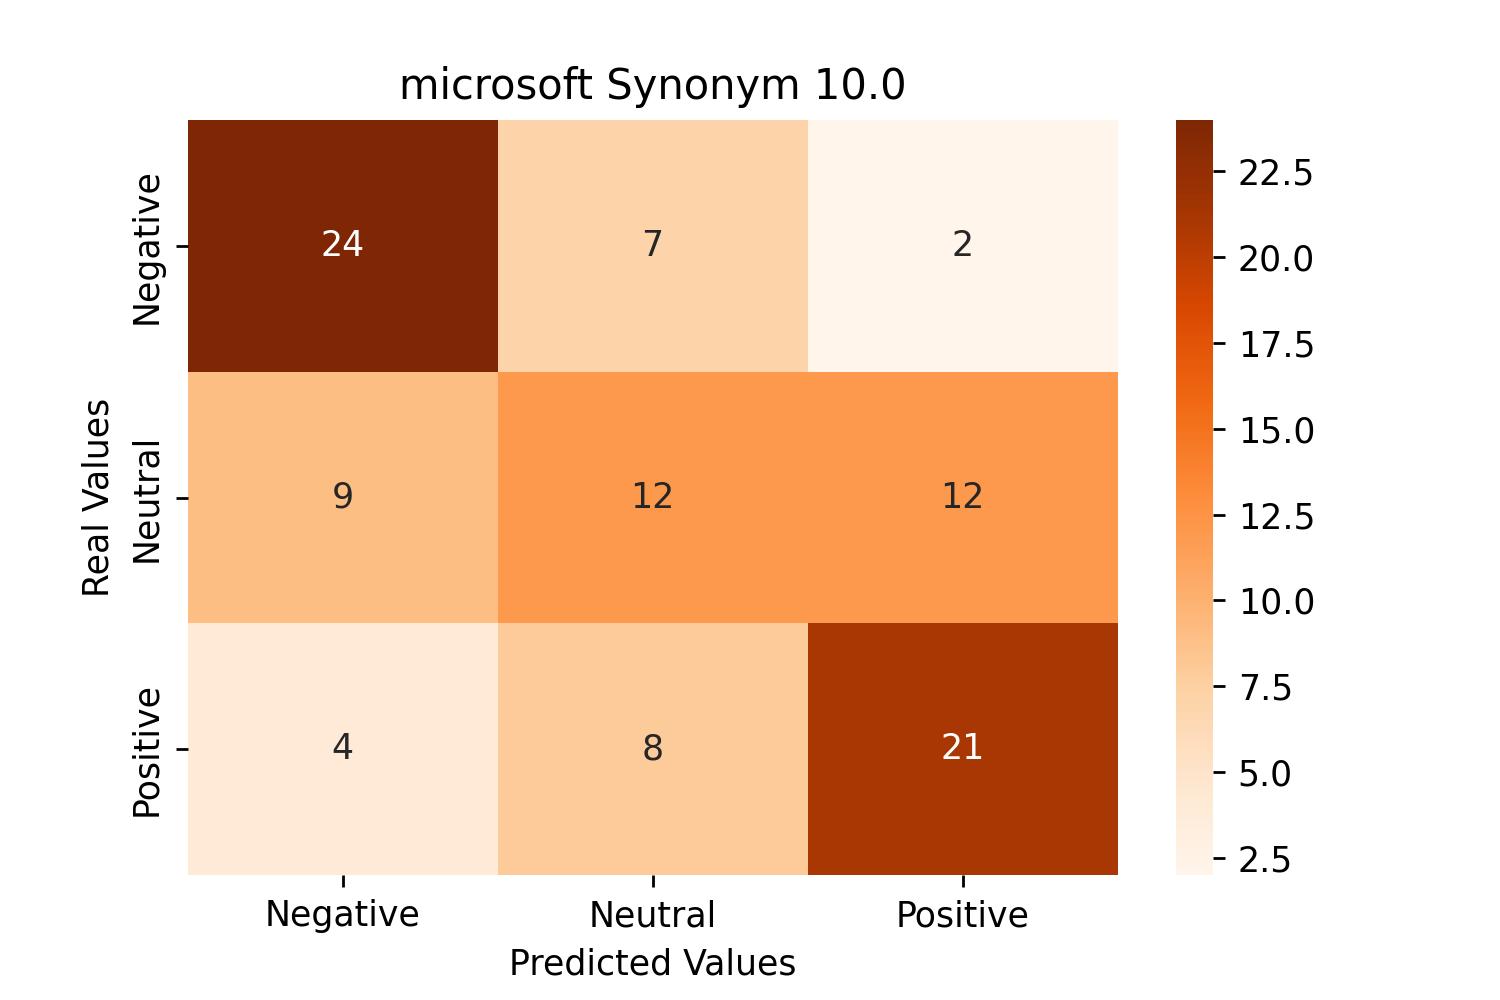 microsoft Synonym 10.0
Real Values
Negative
24 7 2
Neutral
9 12 12
Positive
4 8 21
Negative Neutral Positive
Predicted Values
22.5
20.0
17.5
15.0
12.5
10.0
7.5
5.0
2.5